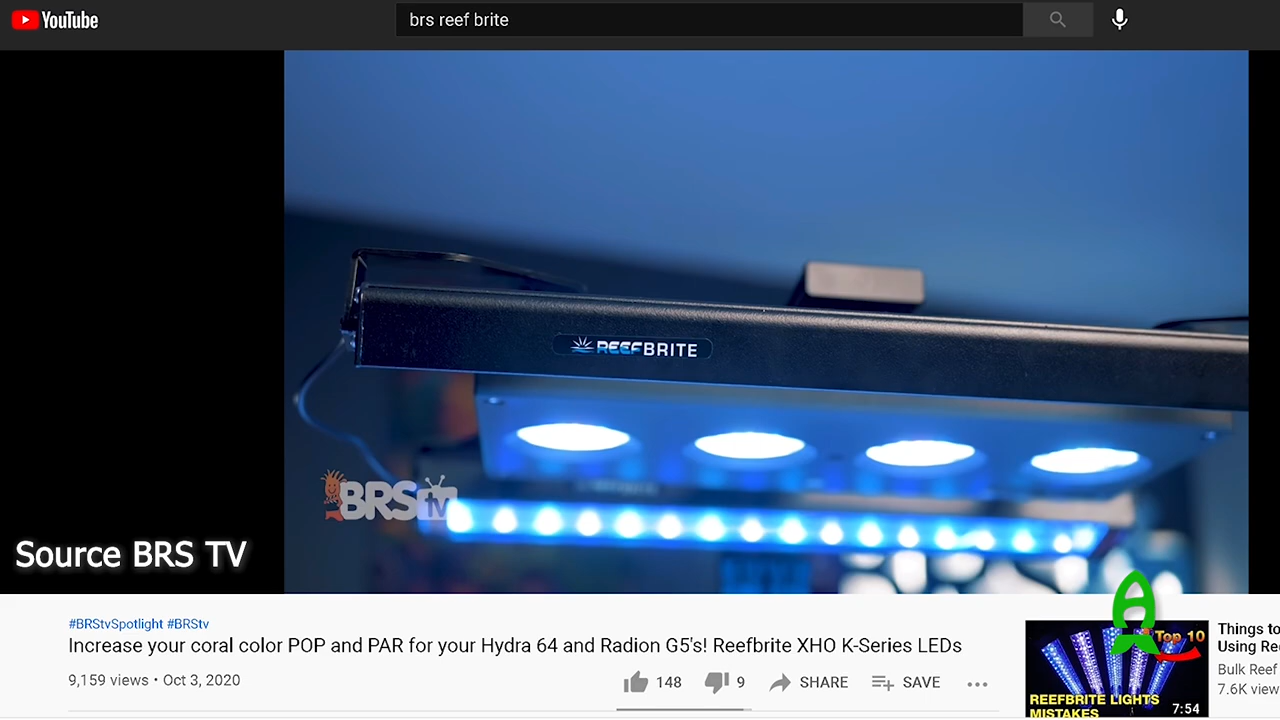 YouTube
brs reef brite
REEFBRITE
BRS TV
Source BRS TV
#BRStvSpotlight #BRStv
Increase your coral color POP and PAR for your Hydra 64 and Radion G5's! Reefbrite XHO K-Series LEDs
9,159 views • Oct 3, 2020
148
9
SHARE
SAVE
Top 10
REEFBRITE LIGHTS
MISTAKES
7:54
Things to
Using Re
Bulk Reef
7.6K view